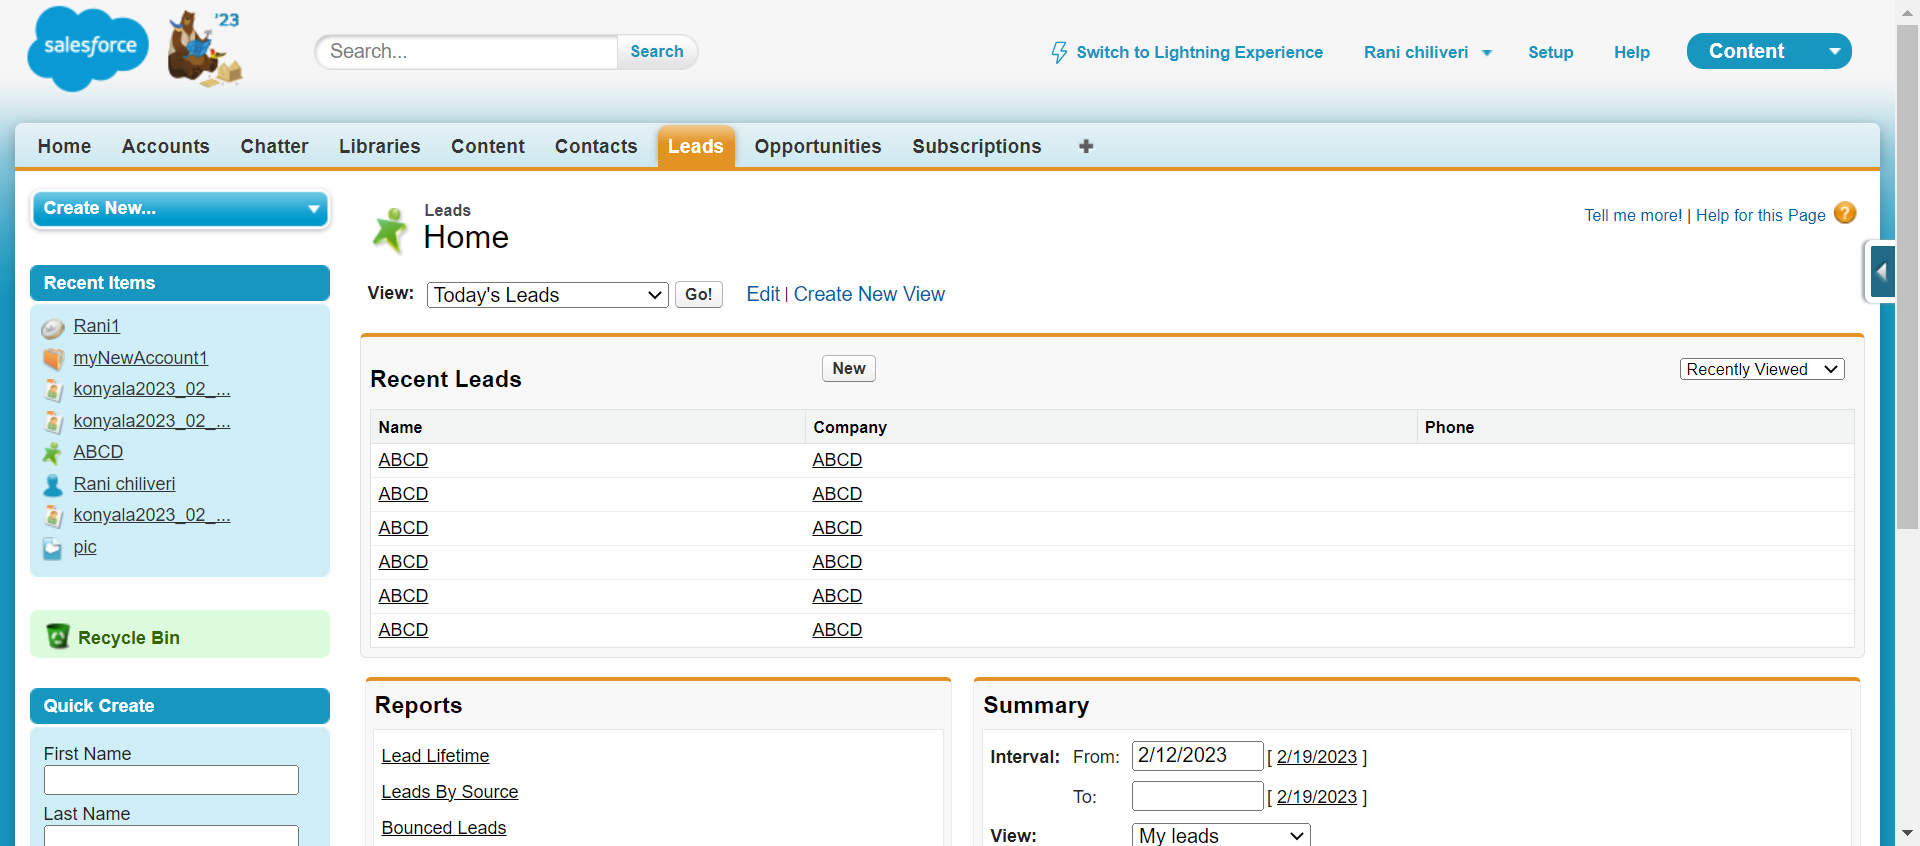 salesforce
'23
Search...
Search
Switch to Lightning Experience
Rani chiliveri
Setup
Help
Content
Home
Accounts
Chatter
Libraries
Content
Contacts
Leads
Opportunities
Subscriptions
Create New...
Recent Items
Rani1
myNewAccount1
konyala2023_02_...
konyala2023_02_...
ABCD
Rani chiliveri
konyala2023_02_...
pic
Recycle Bin
Quick Create
First Name
Last Name
Leads
Home
Tell me more! | Help for this Page ?
View: Today's Leads Go! Edit | Create New View
Recent Leads New Recently Viewed
Name Company Phone
ABCD ABCD
ABCD ABCD
ABCD ABCD
ABCD ABCD
ABCD ABCD
ABCD ABCD
Reports
Lead Lifetime
Leads By Source
Bounced Leads
Summary
Interval: From: 2/12/2023 [ 2/19/2023 ]
To: [ 2/19/2023 ]
View: My leads